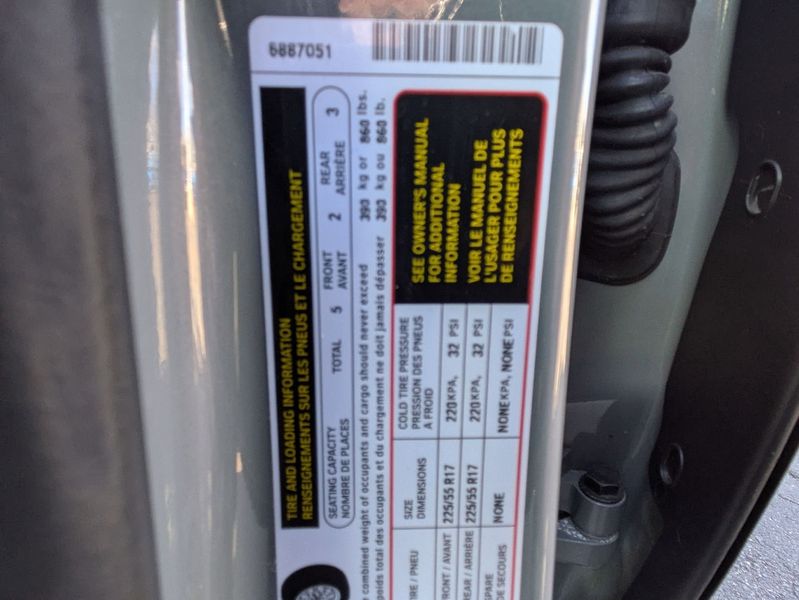 6887051
TIRE AND LOADING INFORMATION
RENSEIGNEMENTS SUR LES PNEUS ET LE CHARGEMENT
SEATING CAPACITY TOTAL 5 FRONT 2 REAR 3
NOMBRE DE PLACES AVANT ARRIÈRE
combined weight of occupants and cargo should never exceed 390 kg or 860 lbs.
poids total des occupants et du chargement ne doit jamais dépasser 390 kg ou 860 lb.
SIZE COLD TIRE PRESSURE
DIMENSIONS PRESSION DES PNEUS
A FROID
225/55 R17 220KPA, 32 PSI
225/55 R17 220KPA, 32 PSI
NONE NONEKPA, NONE PSI
/ PNEU
/ AVANT
/ ARRIÈRE
DE SECOURS
SEE OWNER'S MANUAL
FOR ADDITIONAL
INFORMATION
VOIR LE MANUEL DE
L'USAGER POUR PLUS
DE RENSEIGNEMENTS